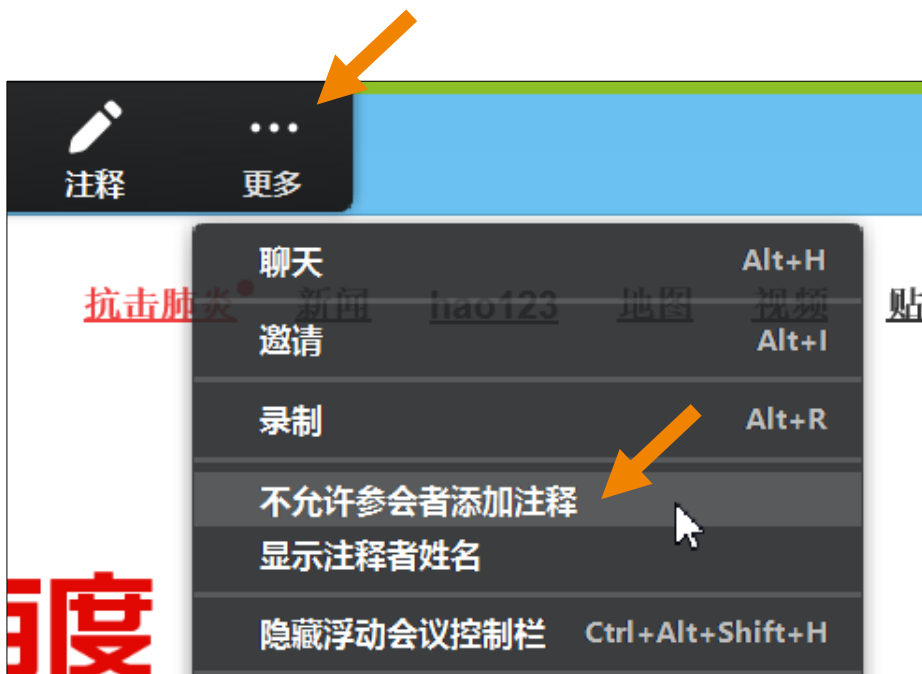 注释 更多
聊天 Alt+H
抗击肺炎 新闻 hao123 地图 视频 贴
邀请 Alt+I
录制 Alt+R
不允许参会者添加注释
显示注释者姓名
隐藏浮动会议控制栏 Ctrl+Alt+Shift+H
度